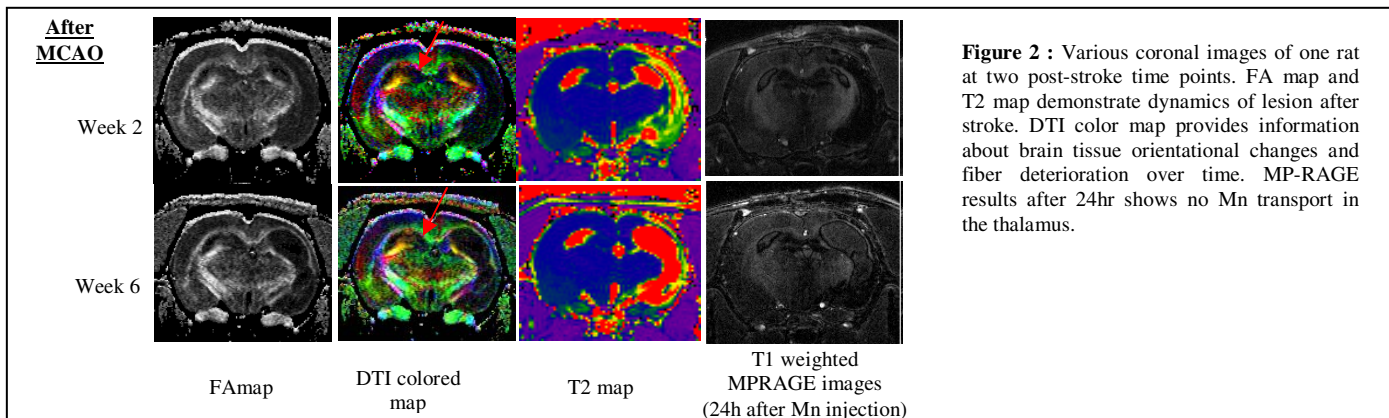 After
MCAO
Week 2
Week 6
FAmap
DTI colored
map
T2 map
T1 weighted
MPRAGE images
(24h after Mn injection)
Figure 2 : Various coronal images of one rat
at two post-stroke time points. FA map and
T2 map demonstrate dynamics of lesion after
stroke. DTI color map provides information
about brain tissue orientational changes and
fiber deterioration over time. MP-RAGE
results after 24hr shows no Mn transport in
the thalamus.